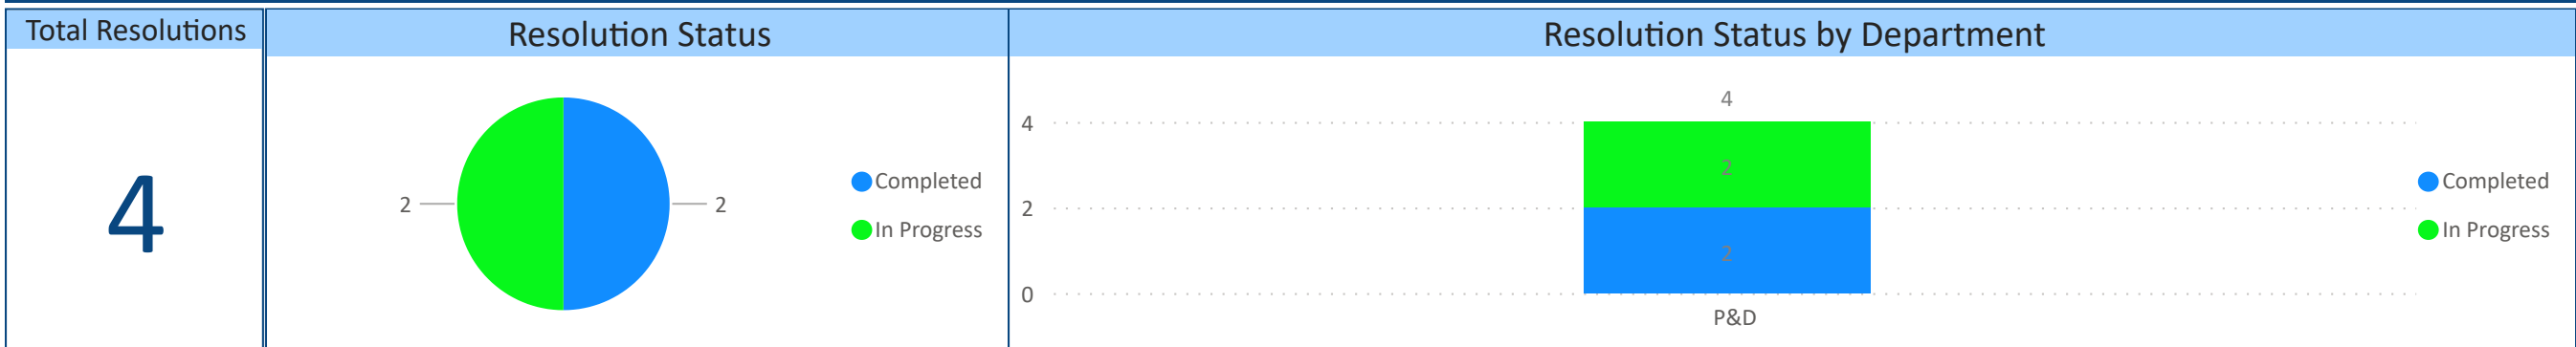 Total Resolutions
4
Resolution Status
2
2
Completed
In Progress
Resolution Status by Department
4
4
2
0
2
2
P&D
Completed
In Progress